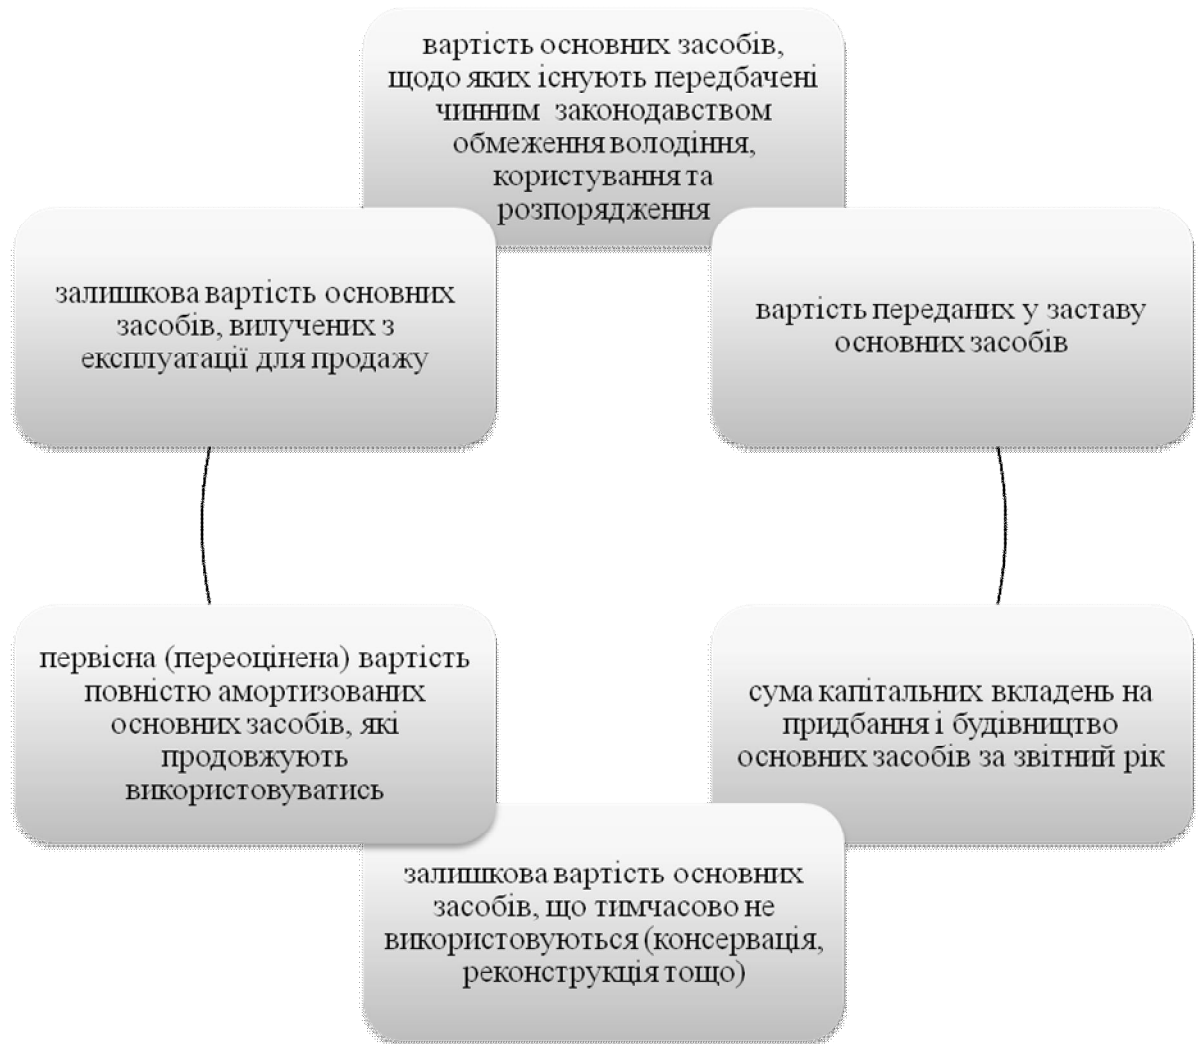 вартість основних засобів,
щодо яких існують передбачені
чинним законодавством
обмеження володіння,
користування та
розпорядження
вартість переданих у заставу
основних засобів
сума капітальних вкладень на
придбання і будівництво
основних засобів за звітний рік
залишкова вартість основних
засобів, що тимчасово не
використовуються (консервація,
реконструкція тощо)
первісна (переоцінена) вартість
повністю амортизованих
основних засобів, які
продовжують
використовуватись
залишкова вартість основних
засобів, вилучених з
експлуатації для продажу